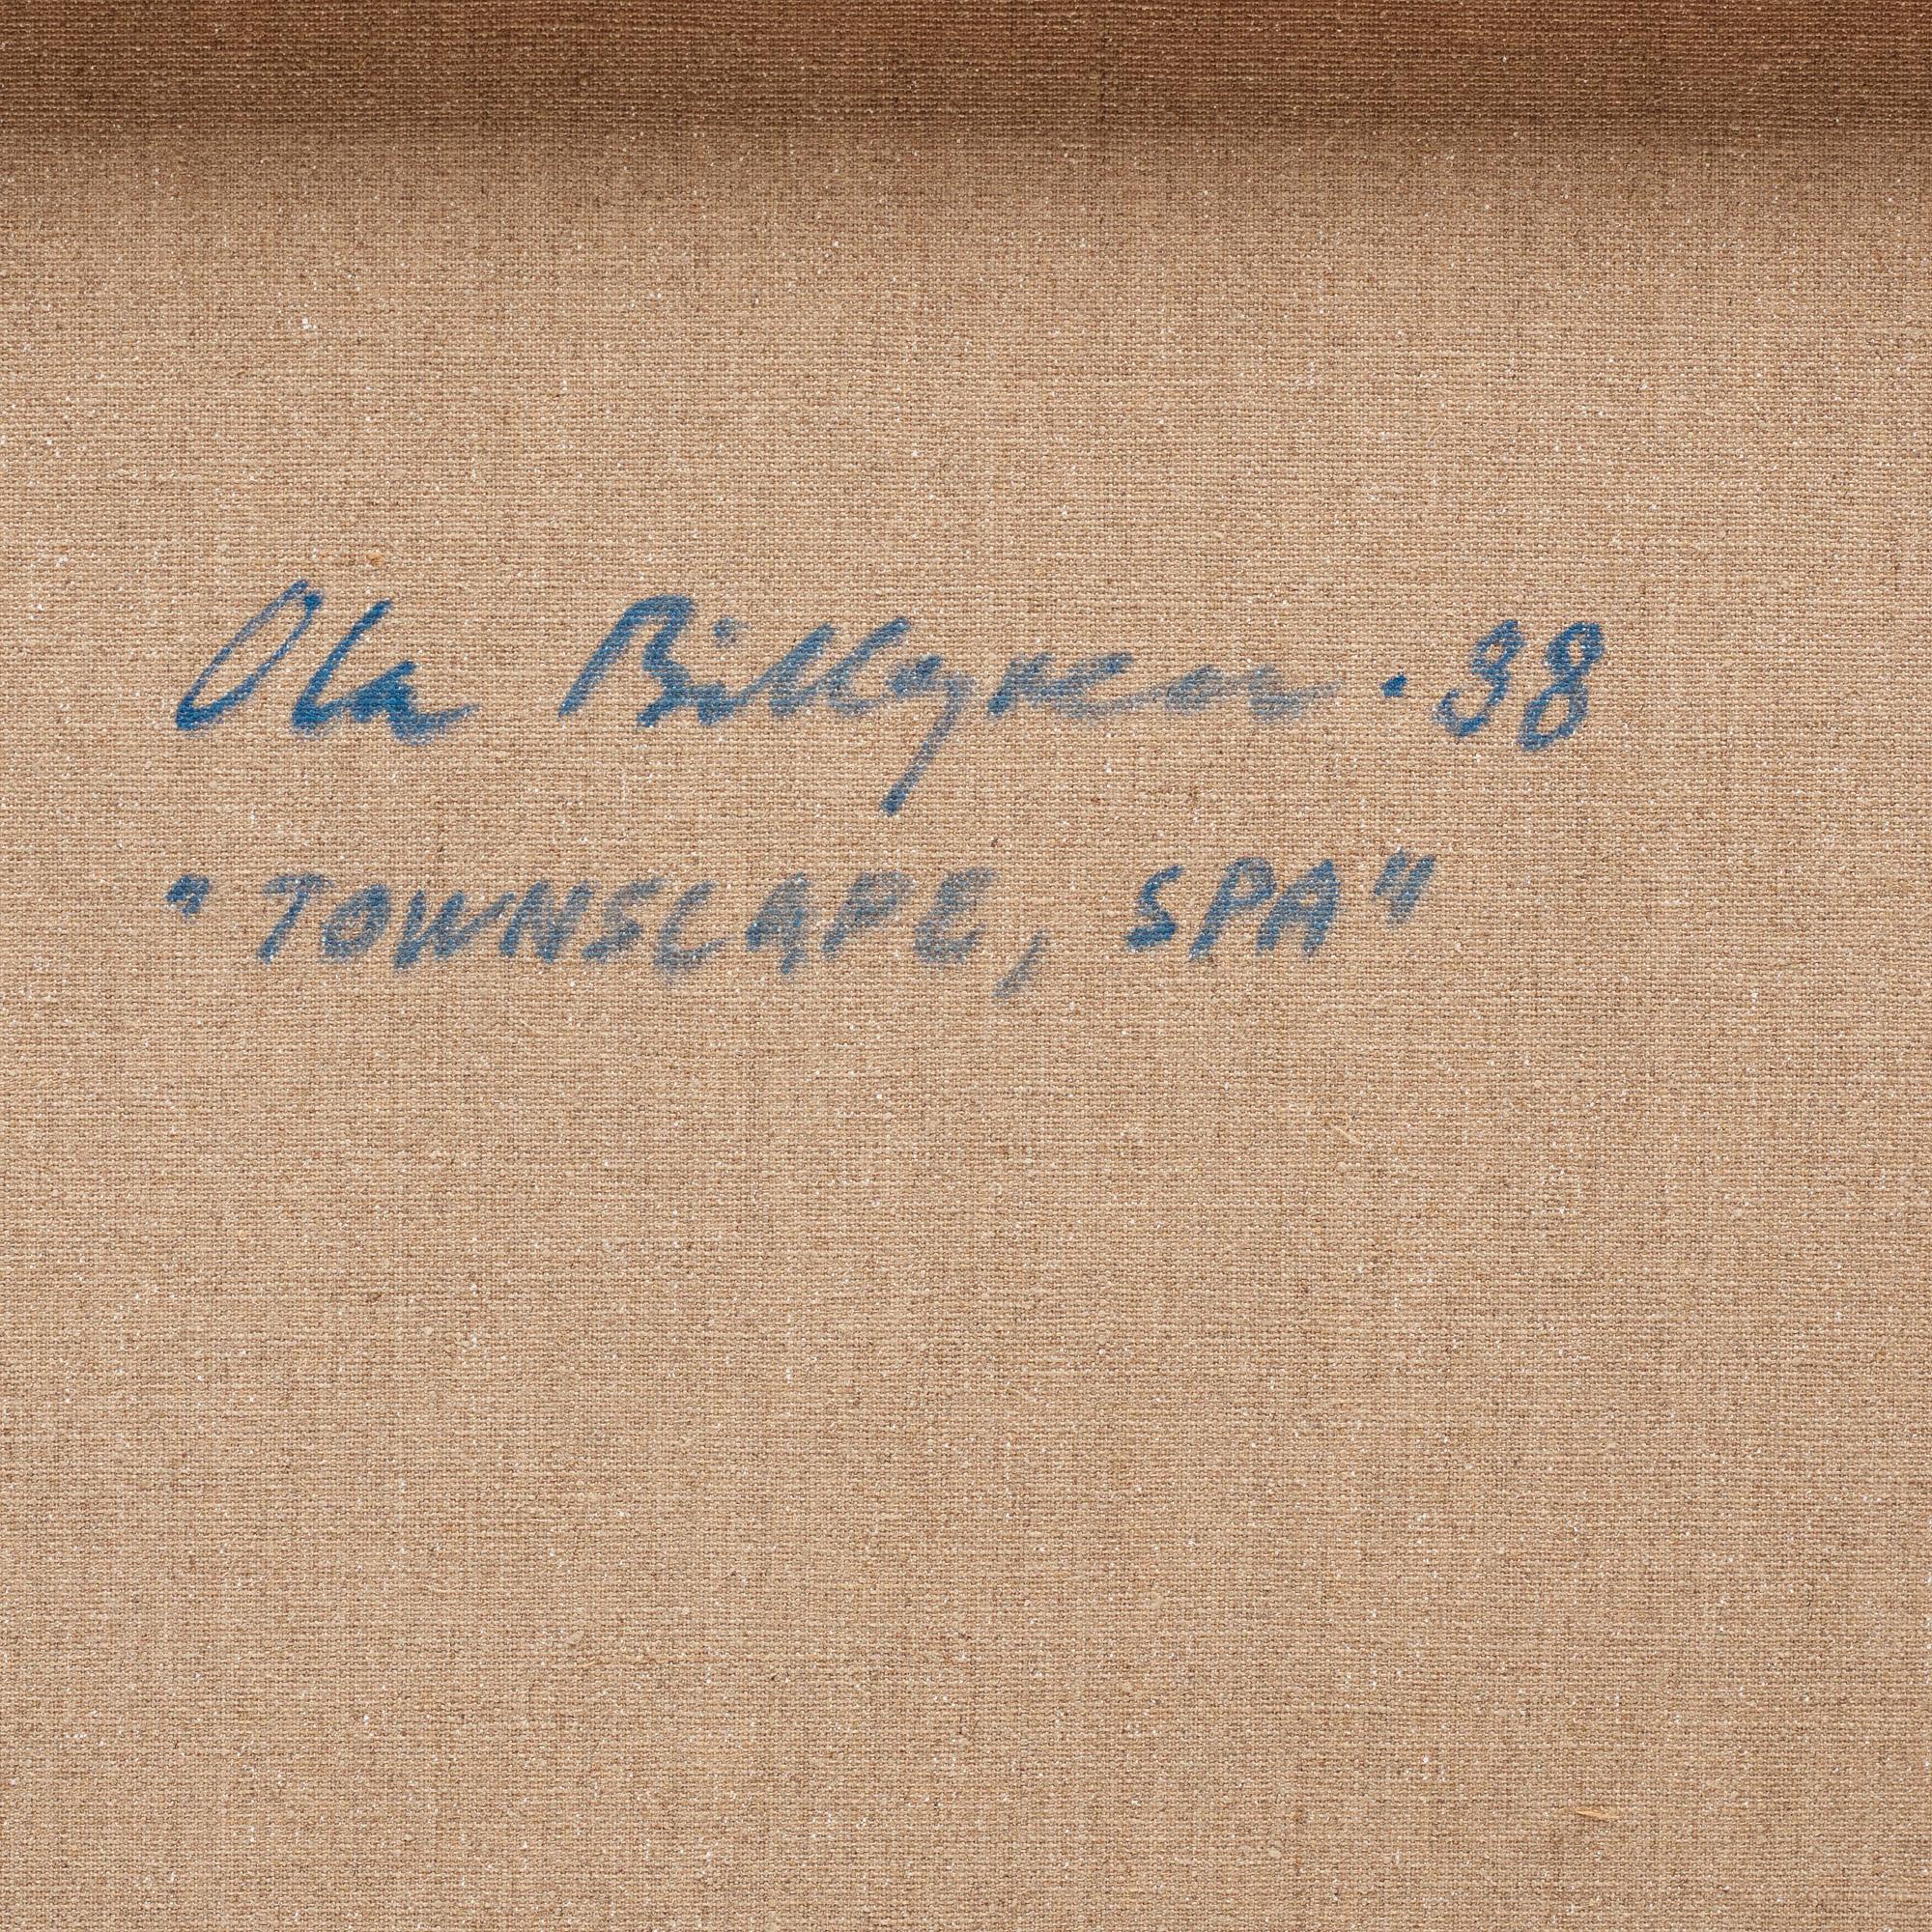 Ola Billgren · 98
"TOWNSCAPE, SPA"